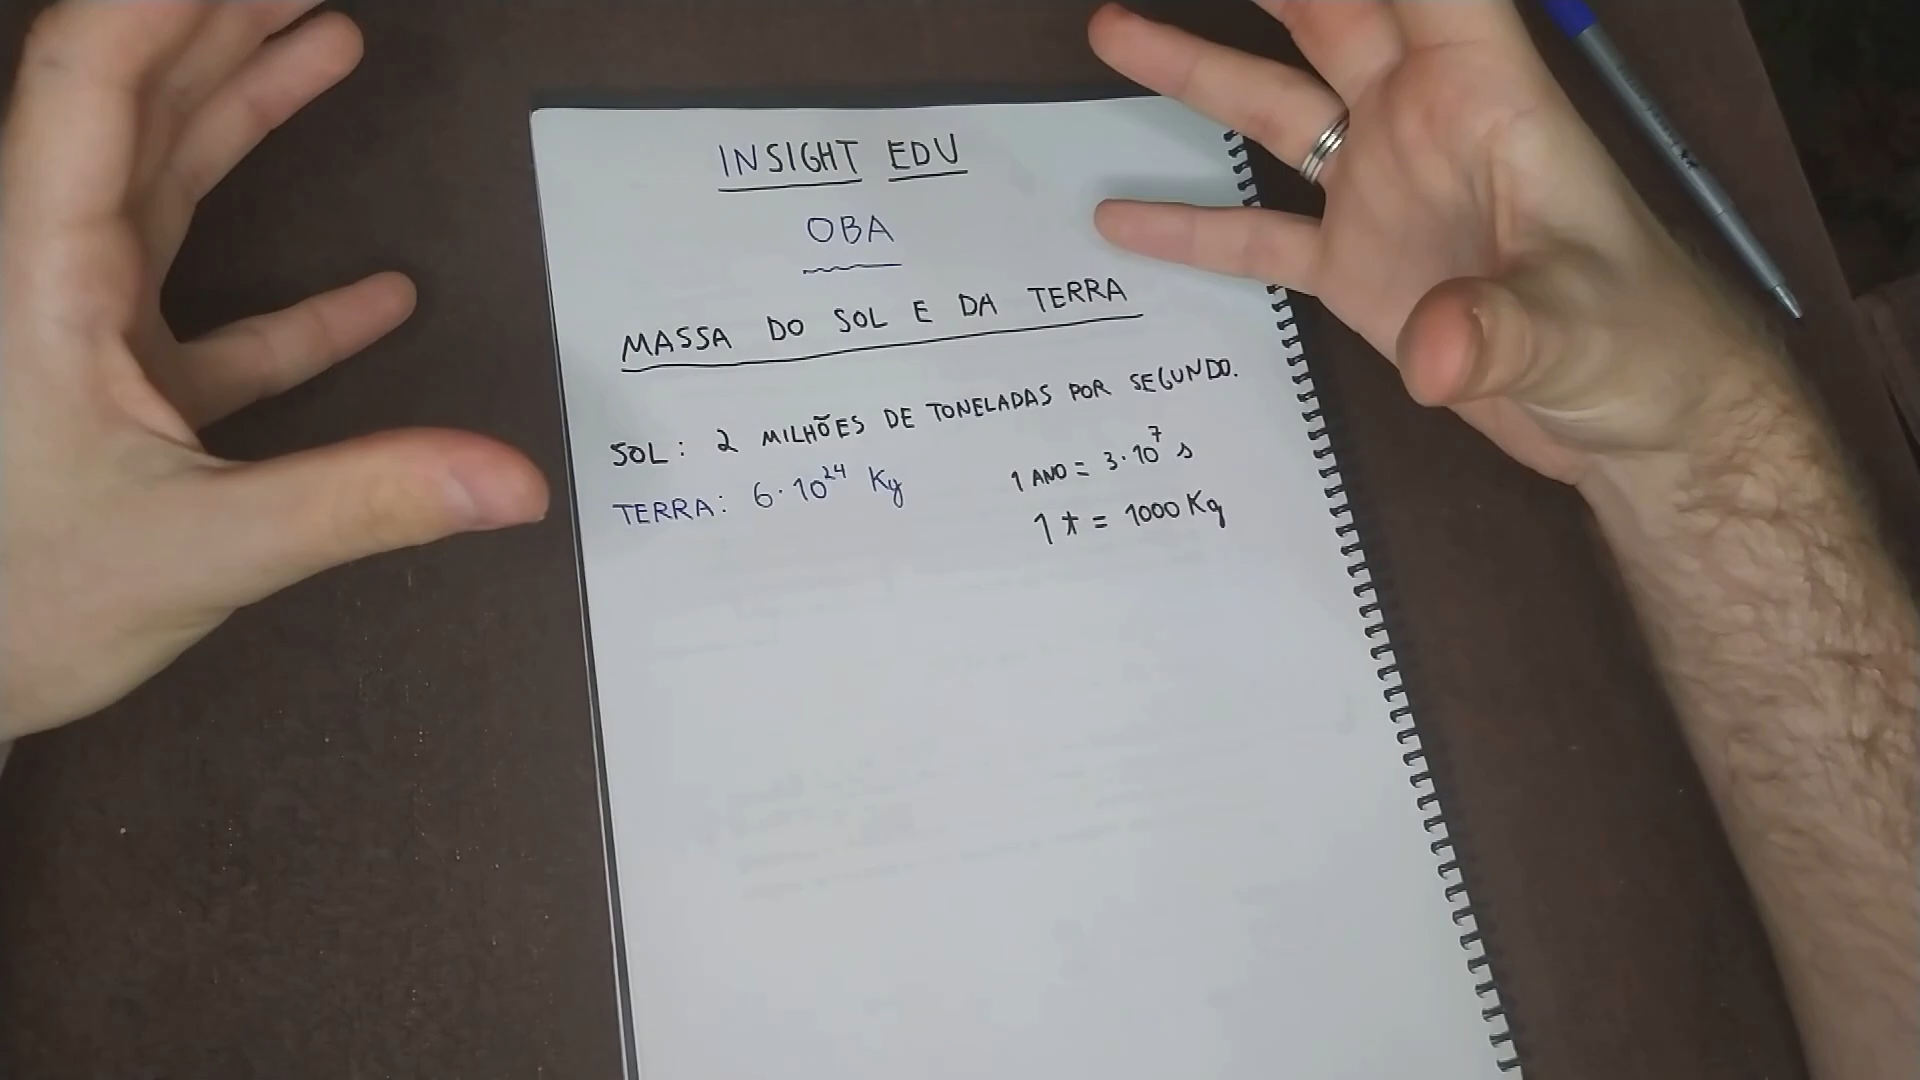 INSIGHT EDU
OBA
MASSA DO SOL E DA TERRA
SOL: 2 MILHÕES DE TONELADAS POR SEGUNDO.
TERRA: 6·10²⁴ Kg
1 ANO = 3·10⁷ s
1 t = 1000 Kg